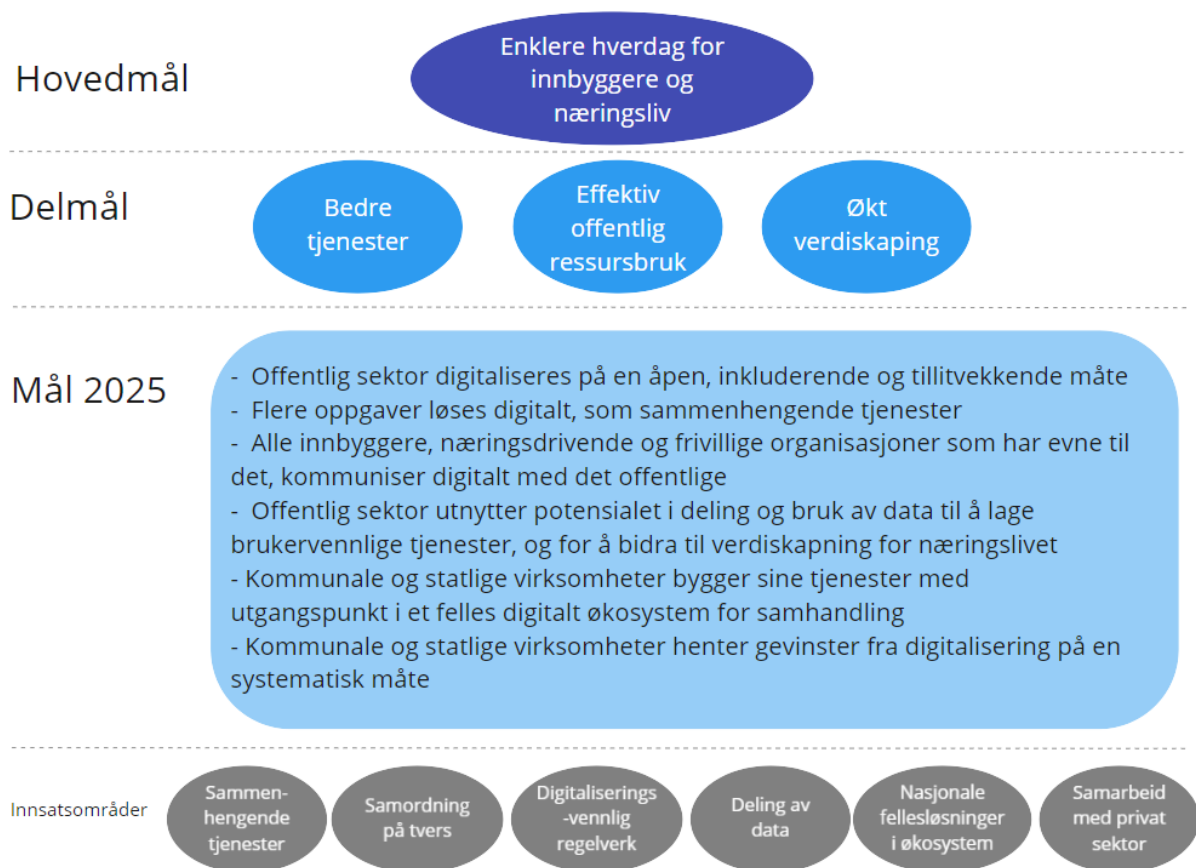 Hovedmål
Enklere hverdag for
innbyggere og
næringsliv
Delmål
Bedre
tjenester
Effektiv
offentlig
ressursbruk
Økt
verdiskaping
Mål 2025
- Offentlig sektor digitaliseres på en åpen, inkluderende og tillitvekkende måte
- Flere oppgaver løses digitalt, som sammenhengende tjenester
- Alle innbyggere, næringsdrivende og frivillige organisasjoner som har evne til
det, kommuniser digitalt med det offentlige
- Offentlig sektor utnytter potensialet i deling og bruk av data til å lage
brukervennlige tjenester, og for å bidra til verdiskapning for næringslivet
- Kommunale og statlige virksomheter bygger sine tjenester med
utgangspunkt i et felles digitalt økosystem for samhandling
- Kommunale og statlige virksomheter henter gevinster fra digitalisering på en
systematisk måte
Innsatsområder
Sammen-
hengende
tjenester
Samordning
på tvers
Digitaliserings
-vennlig
regelverk
Deling av
data
Nasjonale
fellesløsninger
i økosystem
Samarbeid
med privat
sektor